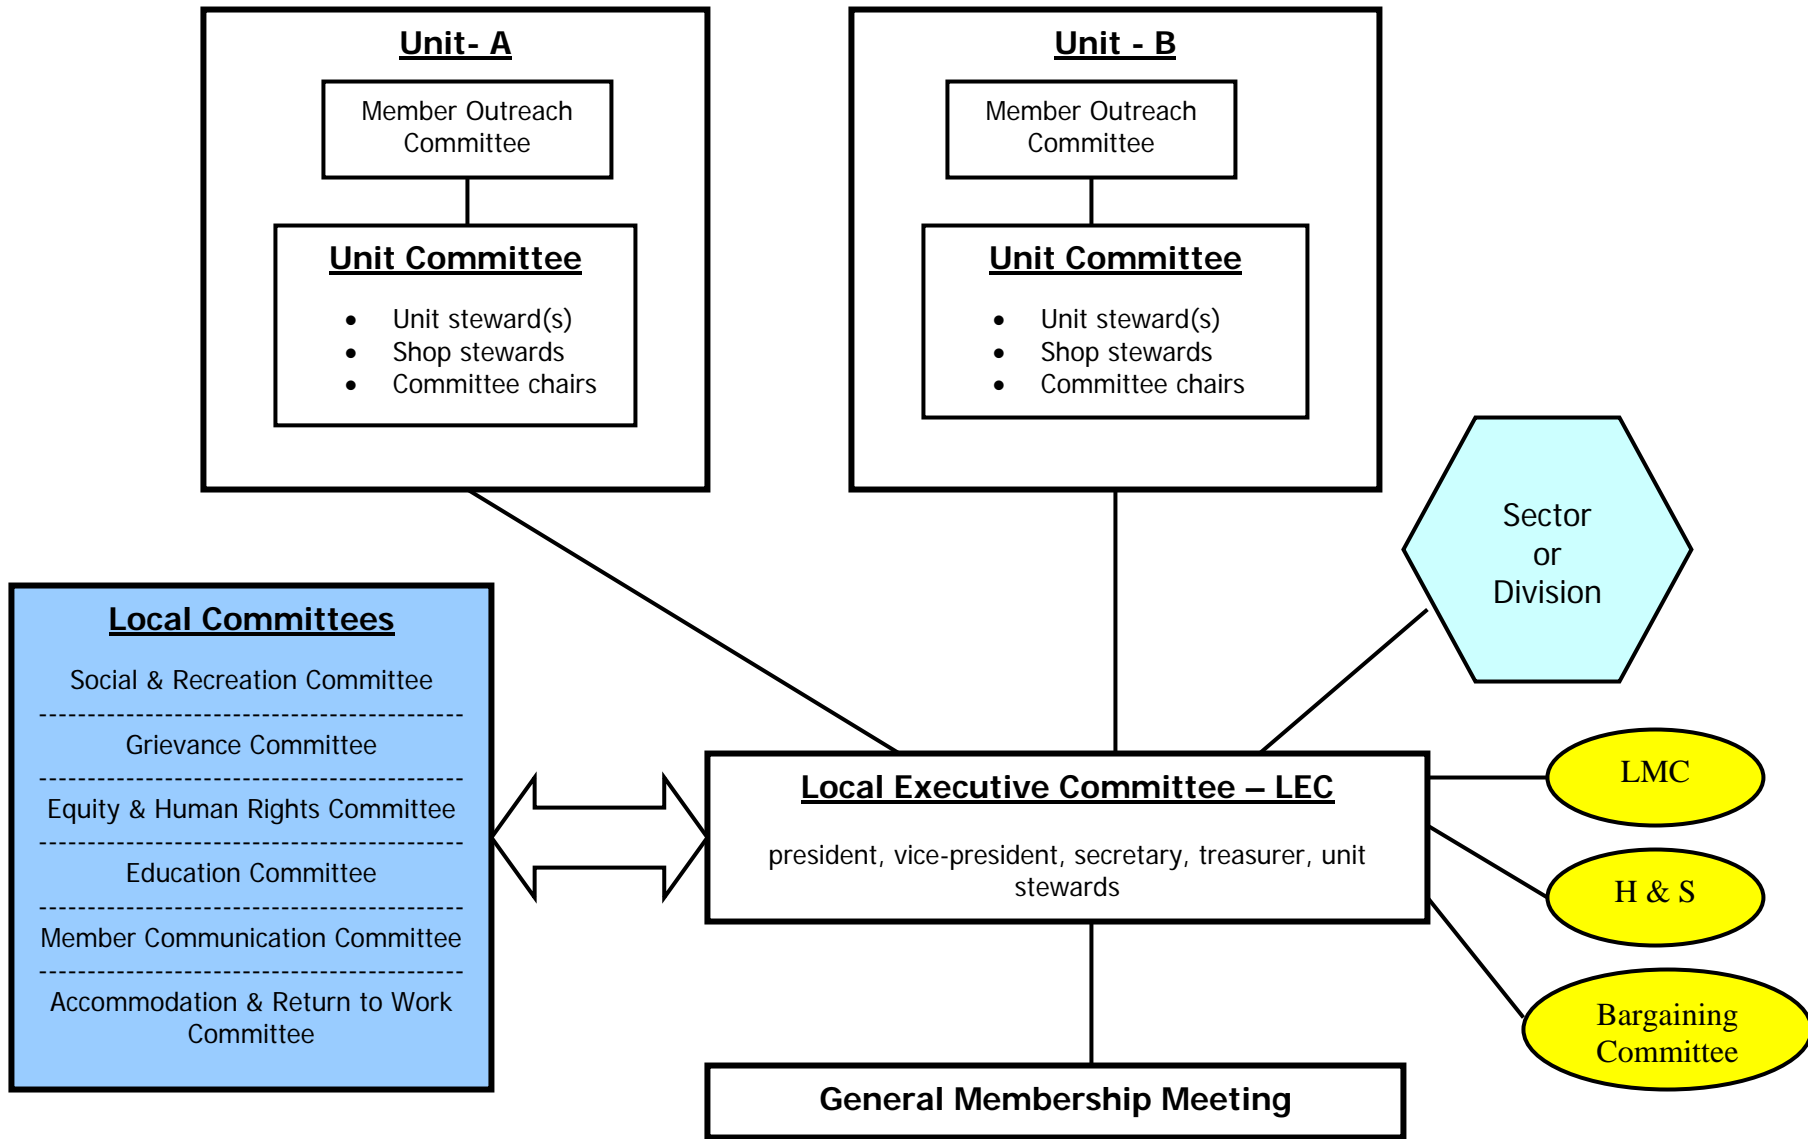 Unit- A
Member Outreach
Committee
Unit Committee
• Unit steward(s)
• Shop stewards
• Committee chairs
Unit - B
Member Outreach
Committee
Unit Committee
• Unit steward(s)
• Shop stewards
• Committee chairs
Sector
or
Division
Local Committees
Social & Recreation Committee
Grievance Committee
Equity & Human Rights Committee
Education Committee
Member Communication Committee
Accommodation & Return to Work
Committee
Local Executive Committee – LEC
president, vice-president, secretary, treasurer, unit
stewards
LMC
H & S
Bargaining
Committee
General Membership Meeting